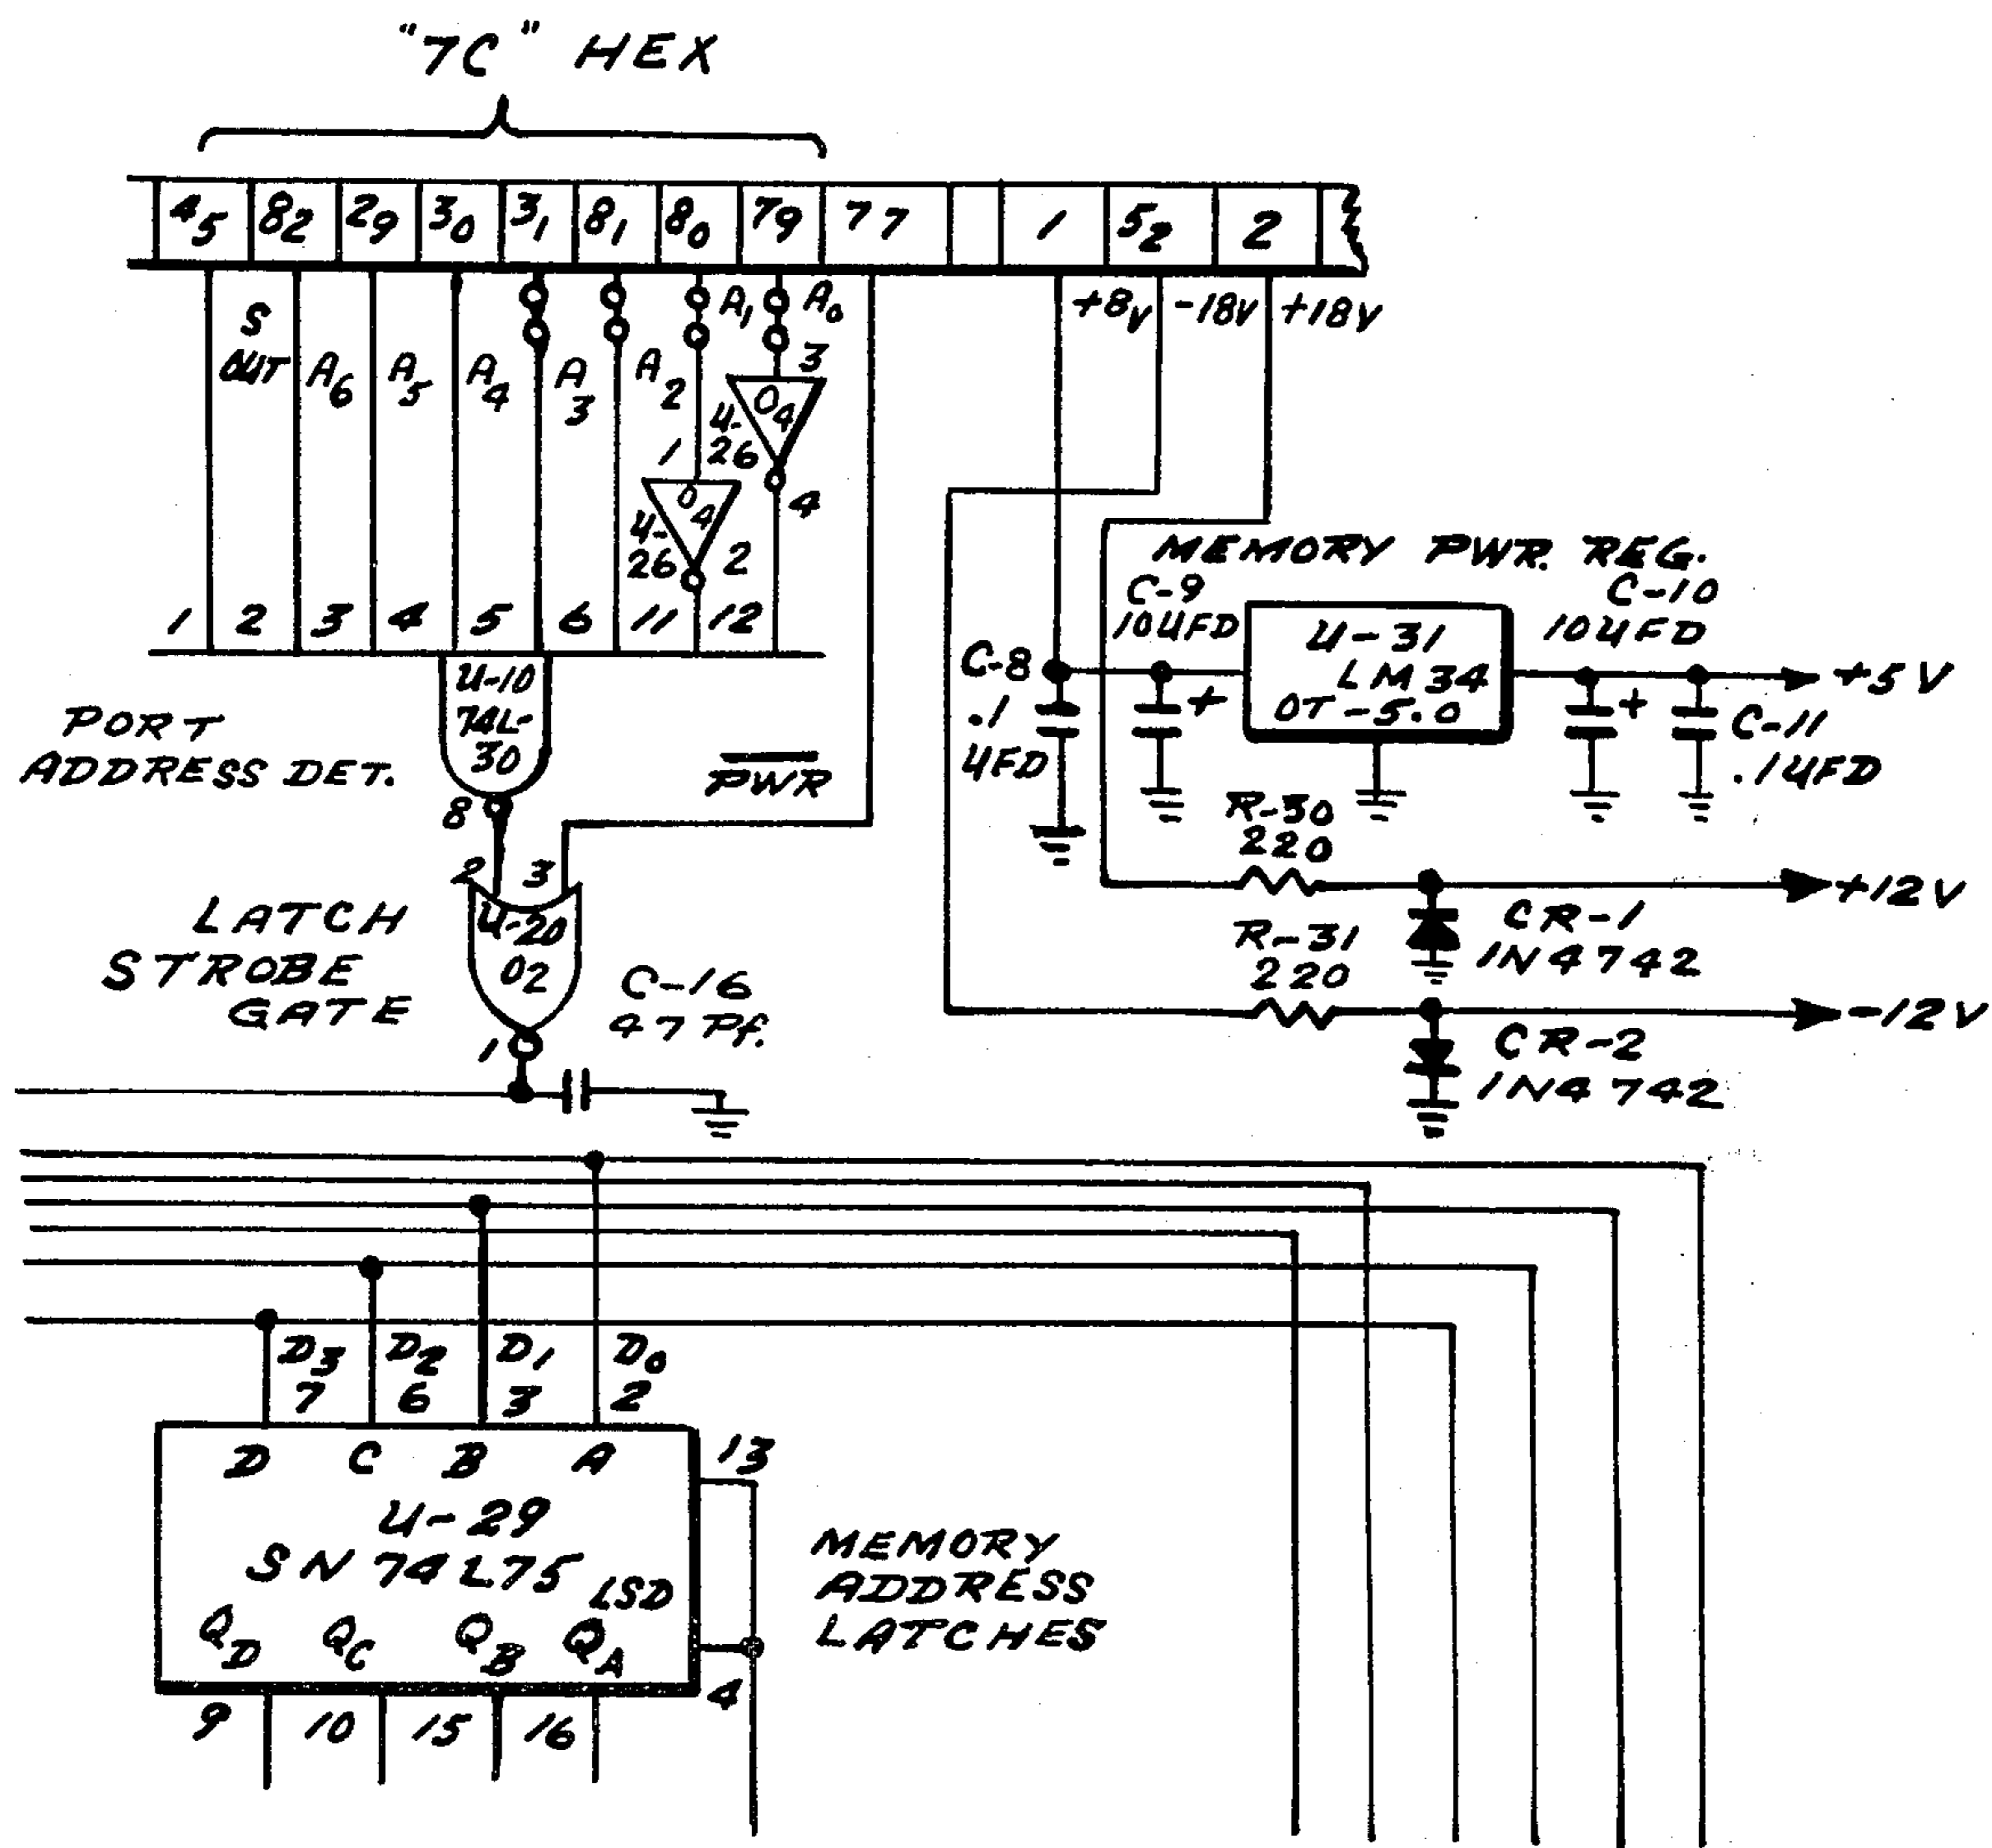 "7C" HEX
45 82 29 30 31 81 80 79 77 1 52 2
S OUT A6 A5 A4 A3 A2 A1 A0 +8V -18V +18V
3
04
U-26
4
1
04
U-26
2
1 2 3 4 5 6 11 12
U-10
74L-
30
8
PORT
ADDRESS DET.
PWR
2 3
U-20
02
1
LATCH
STROBE
GATE
C-16
47 Pf.
MEMORY PWR. REG.
C-8
.1
UFD
C-9
10UFD
U-31
LM34
0T-5.0
C-10
10UFD
+ +
+5V
C-11
.1UFD
R-30
220
+12V
CR-1
1N4742
R-31
220
-12V
CR-2
1N4742
D3 D2 D1 D0
7 6 3 2
D C B A
13
U-29
SN74L75
LSD
QD QC QB QA
4
9 10 15 16
MEMORY
ADDRESS
LATCHES